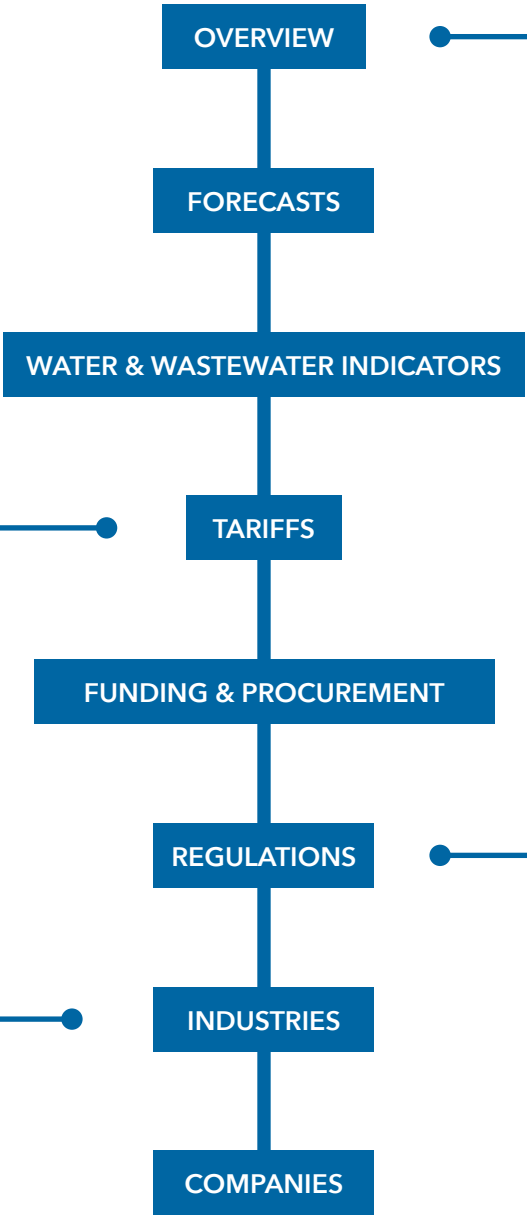 OVERVIEW
FORECASTS
WATER & WASTEWATER INDICATORS
TARIFFS
FUNDING & PROCUREMENT
REGULATIONS
INDUSTRIES
COMPANIES